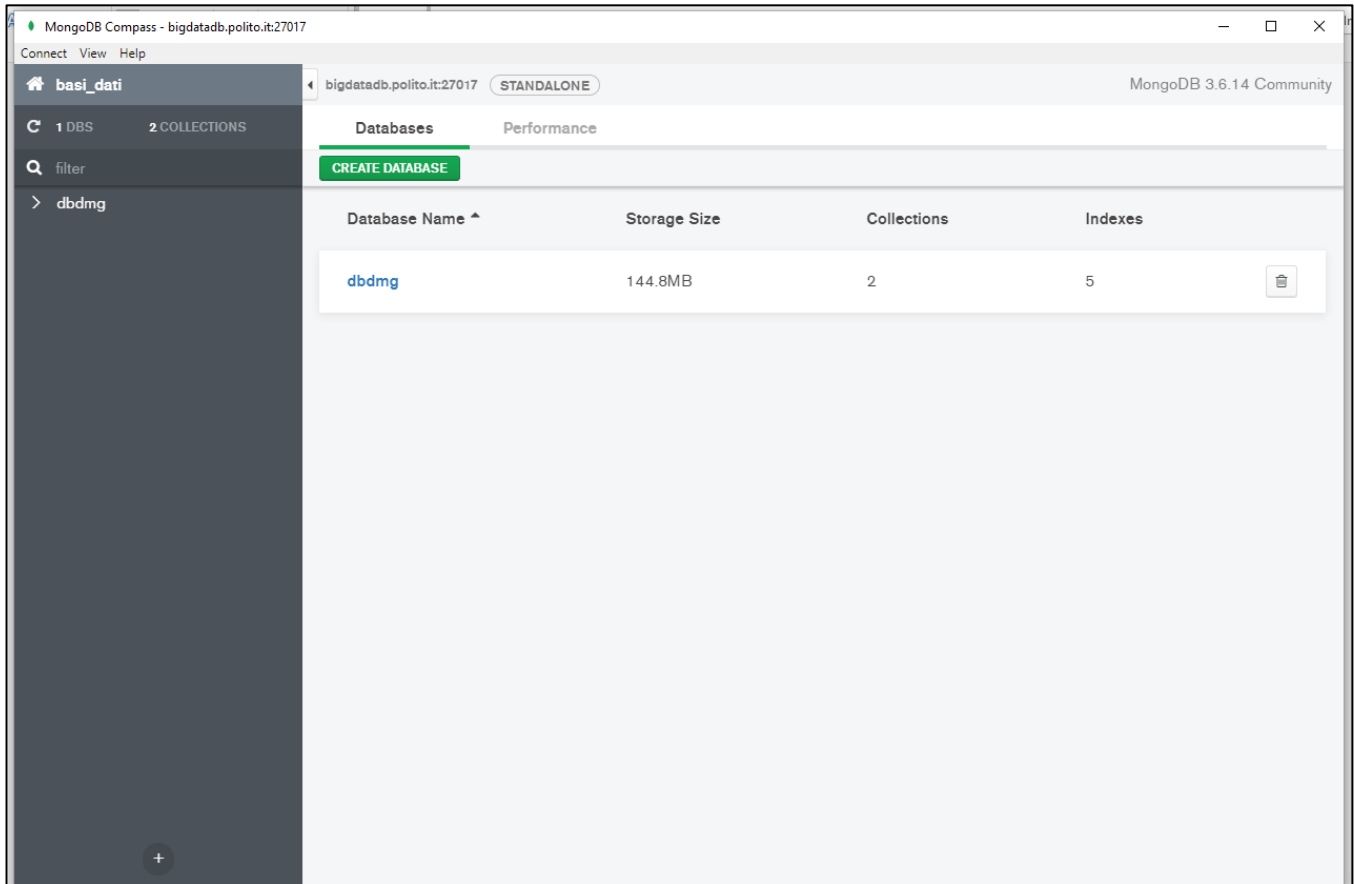 MongoDB Compass - bigdatadb.polito.it:27017
Connect View Help
basi_dati
bigdatadb.polito.it:27017 STANDALONE
MongoDB 3.6.14 Community
1 DBS 2 COLLECTIONS
Databases Performance
filter
CREATE DATABASE
dbdmg
Database Name Storage Size Collections Indexes
dbdmg 144.8MB 2 5